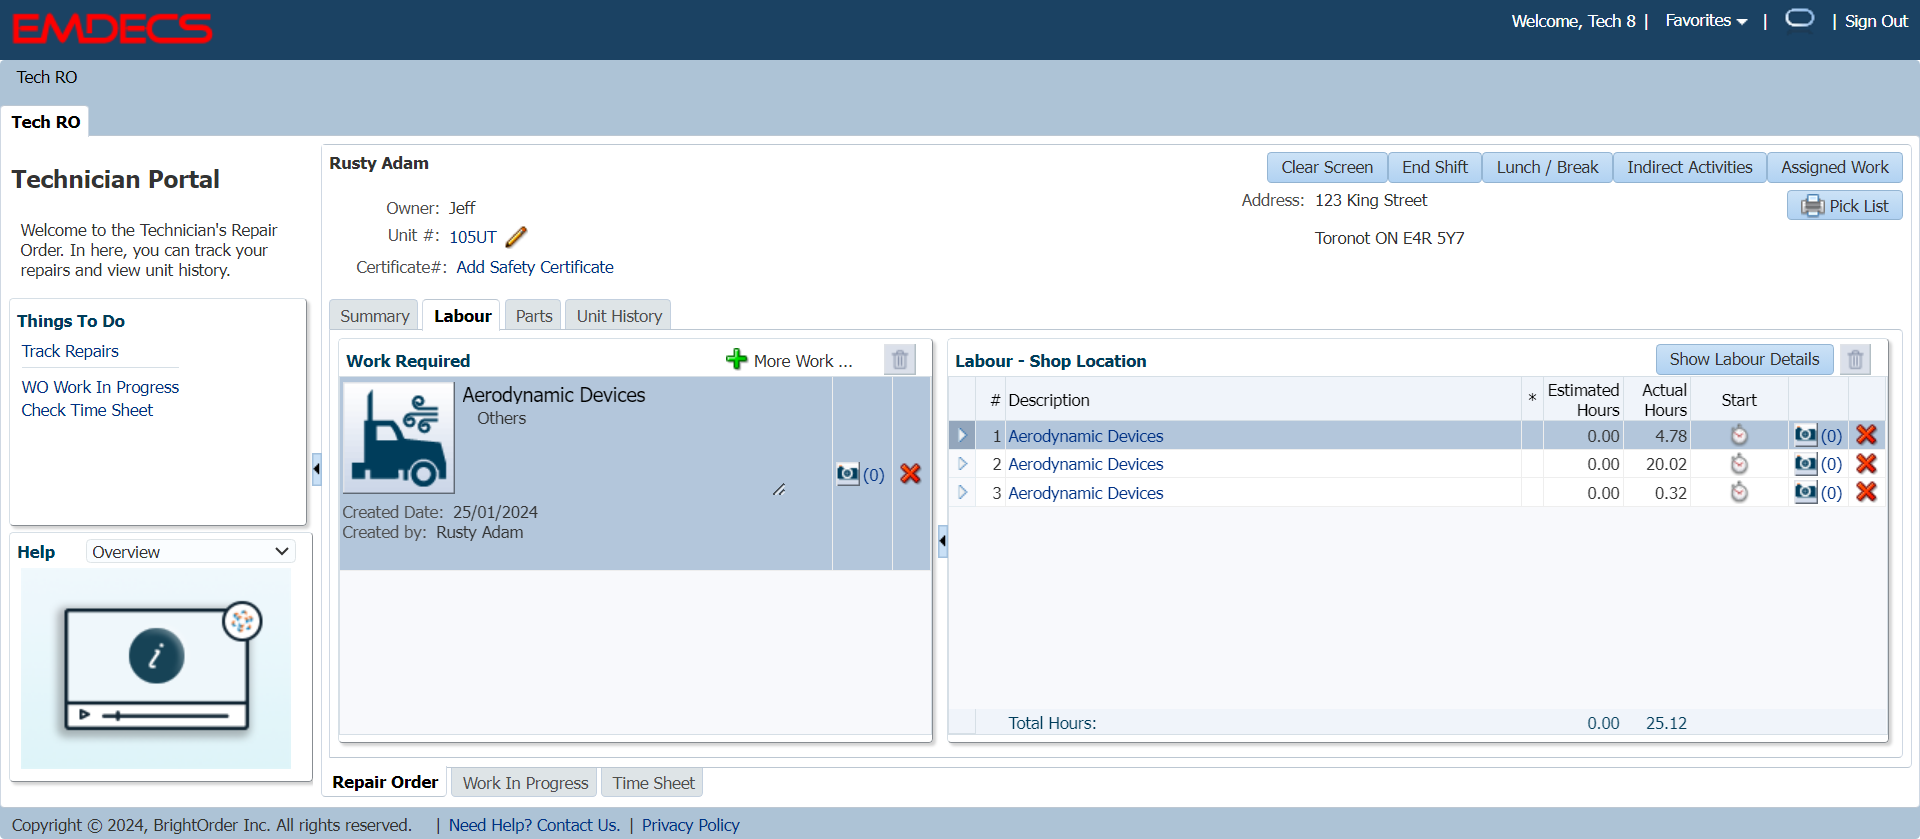 EMDECS
Welcome, Tech 8 | Favorites | | Sign Out
Tech RO
Tech RO
Technician Portal
Welcome to the Technician's Repair
Order. In here, you can track your
repairs and view unit history.
Things To Do
Track Repairs
WO Work In Progress
Check Time Sheet
Help Overview
i
Rusty Adam
Clear Screen End Shift Lunch / Break Indirect Activities Assigned Work
Pick List
Owner: Jeff
Unit #: 105UT
Certificate#: Add Safety Certificate
Address: 123 King Street
Toronot ON E4R 5Y7
Summary Labour Parts Unit History
Work Required More Work ...
Aerodynamic Devices
Others
(0)
Created Date: 25/01/2024
Created by: Rusty Adam
Labour - Shop Location Show Labour Details
# Description * Estimated Hours Actual Hours Start
1 Aerodynamic Devices 0.00 4.78 (0)
2 Aerodynamic Devices 0.00 20.02 (0)
3 Aerodynamic Devices 0.00 0.32 (0)
Total Hours: 0.00 25.12
Repair Order Work In Progress Time Sheet
Copyright © 2024, BrightOrder Inc. All rights reserved. | Need Help? Contact Us. | Privacy Policy